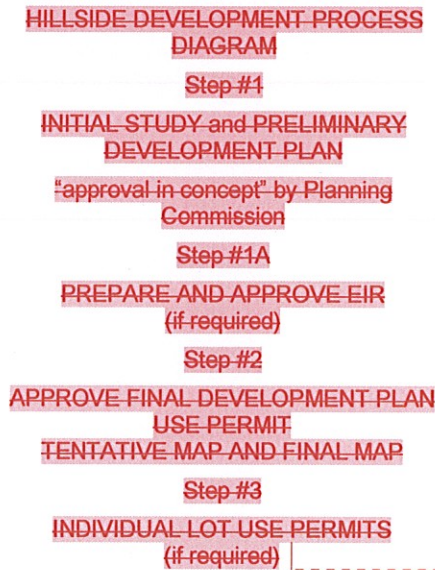 HILLSIDE DEVELOPMENT PROCESS
DIAGRAM
Step #1
INITIAL STUDY and PRELIMINARY
DEVELOPMENT PLAN
"approval in concept" by Planning
Commission
Step #1A
PREPARE AND APPROVE EIR
(if required)
Step #2
APPROVE FINAL DEVELOPMENT PLAN
USE PERMIT
TENTATIVE MAP AND FINAL MAP
Step #3
INDIVIDUAL LOT USE PERMITS
(if required)